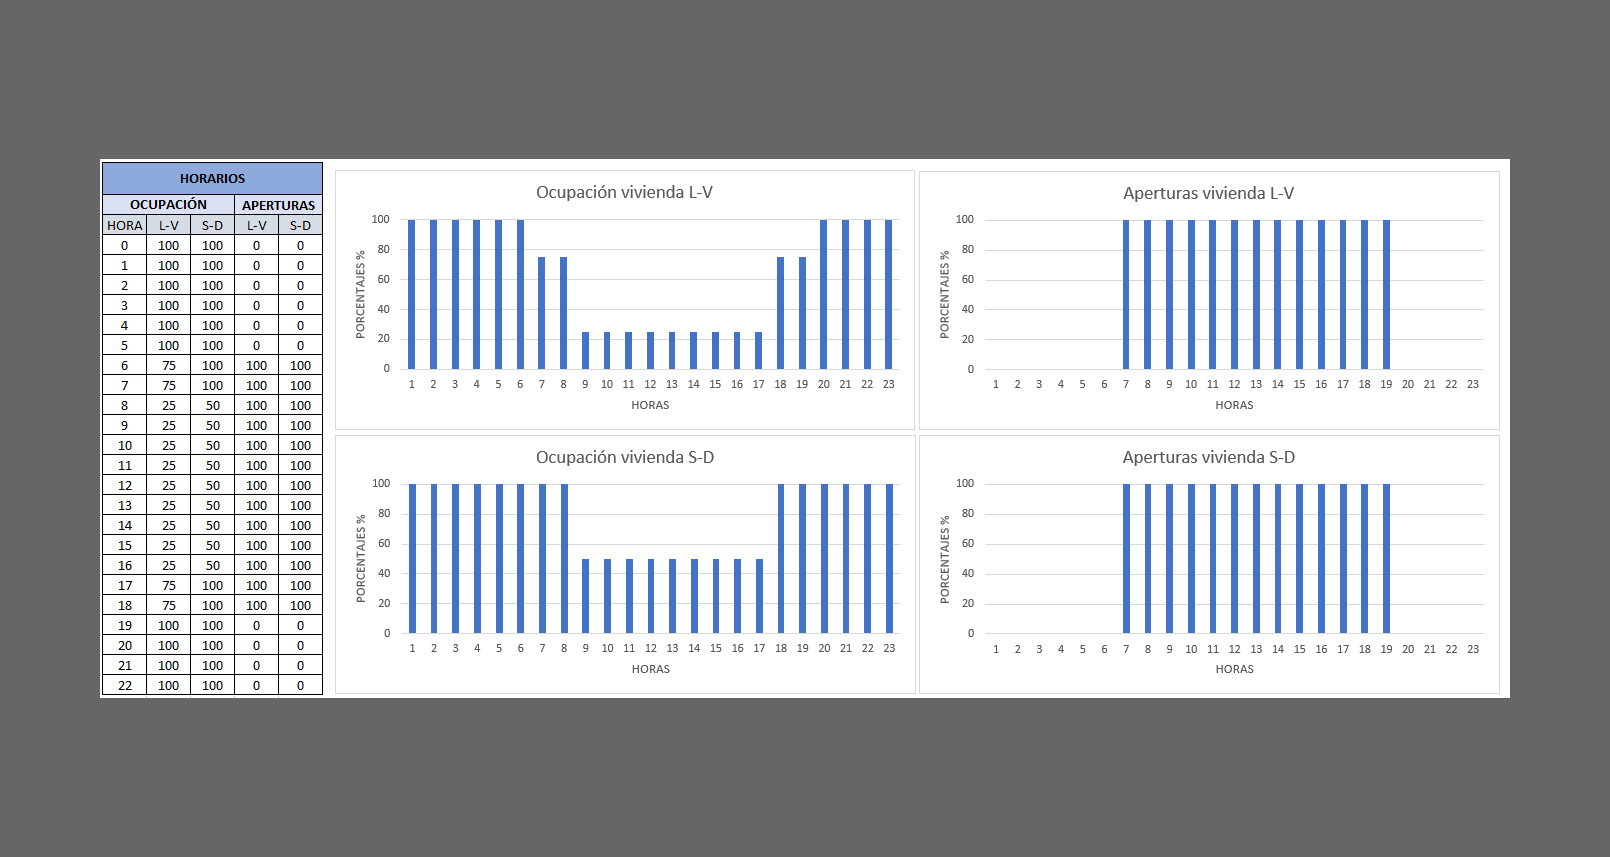 HORARIOS
OCUPACIÓN APERTURAS
HORA L-V S-D L-V S-D
0 100 100 0 0
1 100 100 0 0
2 100 100 0 0
3 100 100 0 0
4 100 100 0 0
5 100 100 0 0
6 75 100 100 100
7 75 100 100 100
8 25 50 100 100
9 25 50 100 100
10 25 50 100 100
11 25 50 100 100
12 25 50 100 100
13 25 50 100 100
14 25 50 100 100
15 25 50 100 100
16 25 50 100 100
17 75 100 100 100
18 75 100 100 100
19 100 100 0 0
20 100 100 0 0
21 100 100 0 0
22 100 100 0 0
Ocupación vivienda L-V
PORCENTAJES %
100
80
60
40
20
0
1 2 3 4 5 6 7 8 9 10 11 12 13 14 15 16 17 18 19 20 21 22 23
HORAS
Aperturas vivienda L-V
PORCENTAJES %
100
80
60
40
20
0
1 2 3 4 5 6 7 8 9 10 11 12 13 14 15 16 17 18 19 20 21 22 23
HORAS
Ocupación vivienda S-D
PORCENTAJES %
100
80
60
40
20
0
1 2 3 4 5 6 7 8 9 10 11 12 13 14 15 16 17 18 19 20 21 22 23
HORAS
Aperturas vivienda S-D
PORCENTAJES %
100
80
60
40
20
0
1 2 3 4 5 6 7 8 9 10 11 12 13 14 15 16 17 18 19 20 21 22 23
HORAS